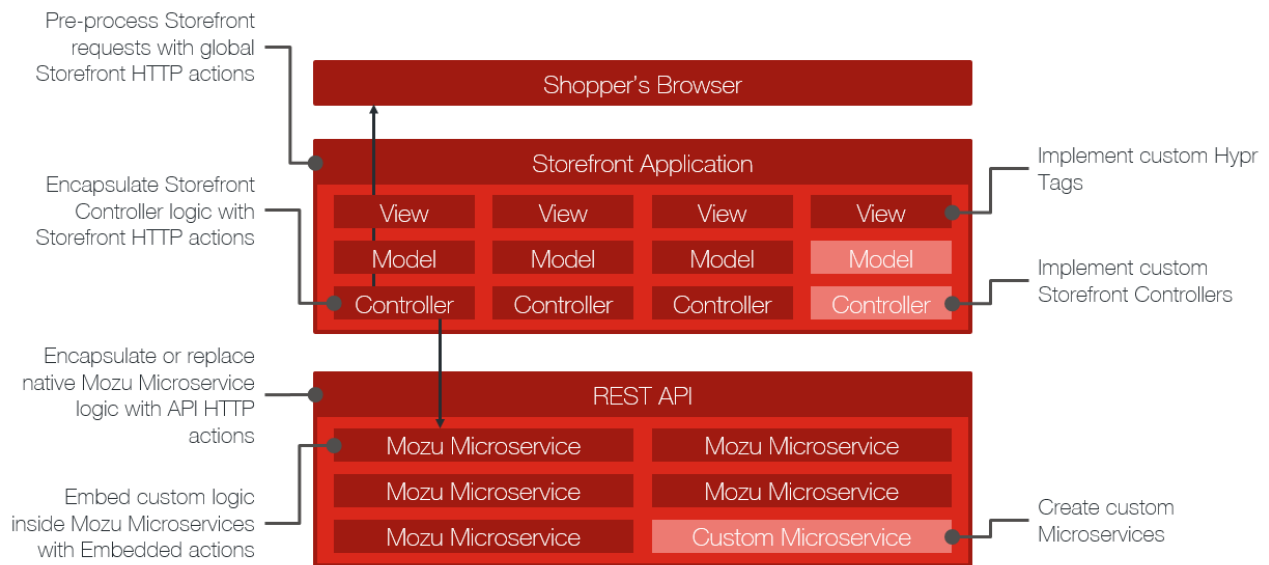 Pre-process Storefront
requests with global
Storefront HTTP actions
Shopper's Browser
Storefront Application
Encapsulate Storefront
Controller logic with
Storefront HTTP actions
View
View
View
View
Model
Model
Model
Model
Controller
Controller
Controller
Controller
Implement custom Hypr
Tags
Implement custom
Storefront Controllers
Encapsulate or replace
native Mozu Microservice
logic with API HTTP
actions
REST API
Mozu Microservice
Mozu Microservice
Mozu Microservice
Mozu Microservice
Mozu Microservice
Custom Microservice
Embed custom logic
inside Mozu Microservices
with Embedded actions
Create custom
Microservices